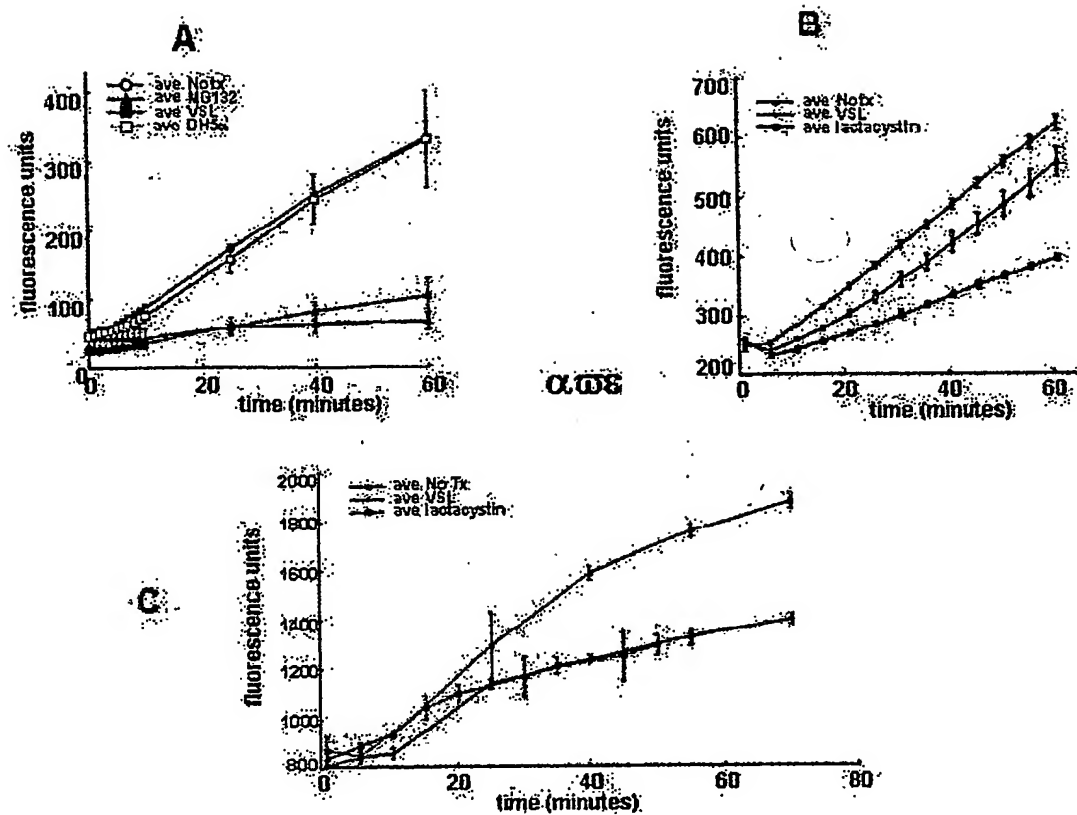 A
ave Notx
ave MG132
ave VSL
ave DH5a
fluorescence units
400
300
200
100
0 20 40 60
time (minutes)
B
ave Notx
ave VSL
ave lactacystin
fluorescence units
700
600
500
400
300
200
0 20 40 60
time (minutes)
αϖε
C
ave No Tx
ave VSL
ave lactacystin
fluorescence units
2000
1800
1600
1400
1200
1000
800
0 20 40 60 80
time (minutes)